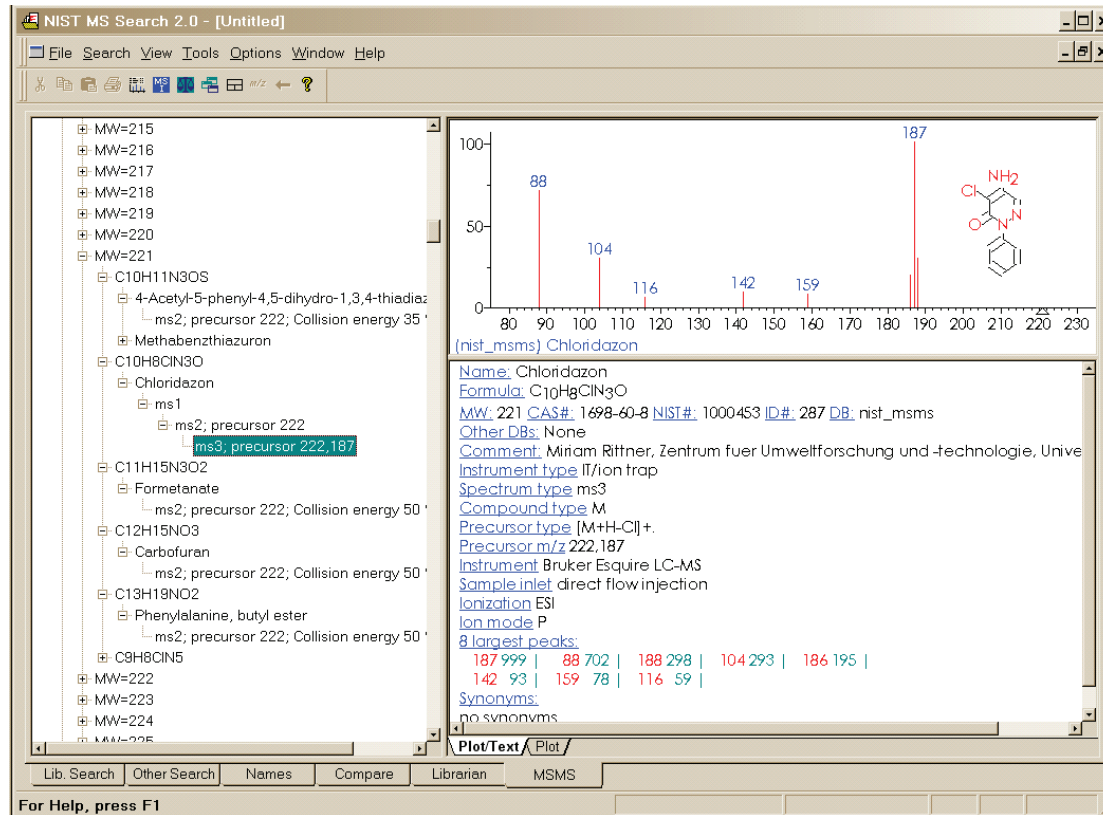 NIST MS Search 2.0 - [Untitled]
File Search View Tools Options Window Help
MS
m/z
MW=215
MW=216
MW=217
MW=218
MW=219
MW=220
MW=221
C10H11N3OS
4-Acetyl-5-phenyl-4,5-dihydro-1,3,4-thiadiaz
ms2; precursor 222; Collision energy 35
Methabenzthiazuron
C10H8ClN3O
Chloridazon
ms1
ms2; precursor 222
ms3; precursor 222,187
C11H15N3O2
Formetanate
ms2; precursor 222; Collision energy 50
C12H15NO3
Carbofuran
ms2; precursor 222; Collision energy 50
C13H19NO2
Phenylalanine, butyl ester
ms2; precursor 222; Collision energy 50
C9H8ClN5
MW=222
MW=223
MW=224
MW=225
100
50
0
88
104
116
142
159
187
NH2
Cl
N
O
N
80 90 100 110 120 130 140 150 160 170 180 190 200 210 220 230
(nist_msms) Chloridazon
Name: Chloridazon
Formula: C10H8ClN3O
MW: 221 CAS#: 1698-60-8 NIST#: 1000453 ID#: 287 DB: nist_msms
Other DBs: None
Comment: Miriam Rittner, Zentrum fuer Umweltforschung und -technologie, Unive
Instrument type IT/ion trap
Spectrum type ms3
Compound type M
Precursor type [M+H-Cl]+.
Precursor m/z 222,187
Instrument Bruker Esquire LC-MS
Sample inlet direct flow injection
Ionization ESI
Ion mode P
8 largest peaks:
187 999 | 88 702 | 188 298 | 104 293 | 186 195 |
142 93 | 159 78 | 116 59 |
Synonyms:
no synonyms
Plot/Text Plot
Lib. Search Other Search Names Compare Librarian MSMS
For Help, press F1